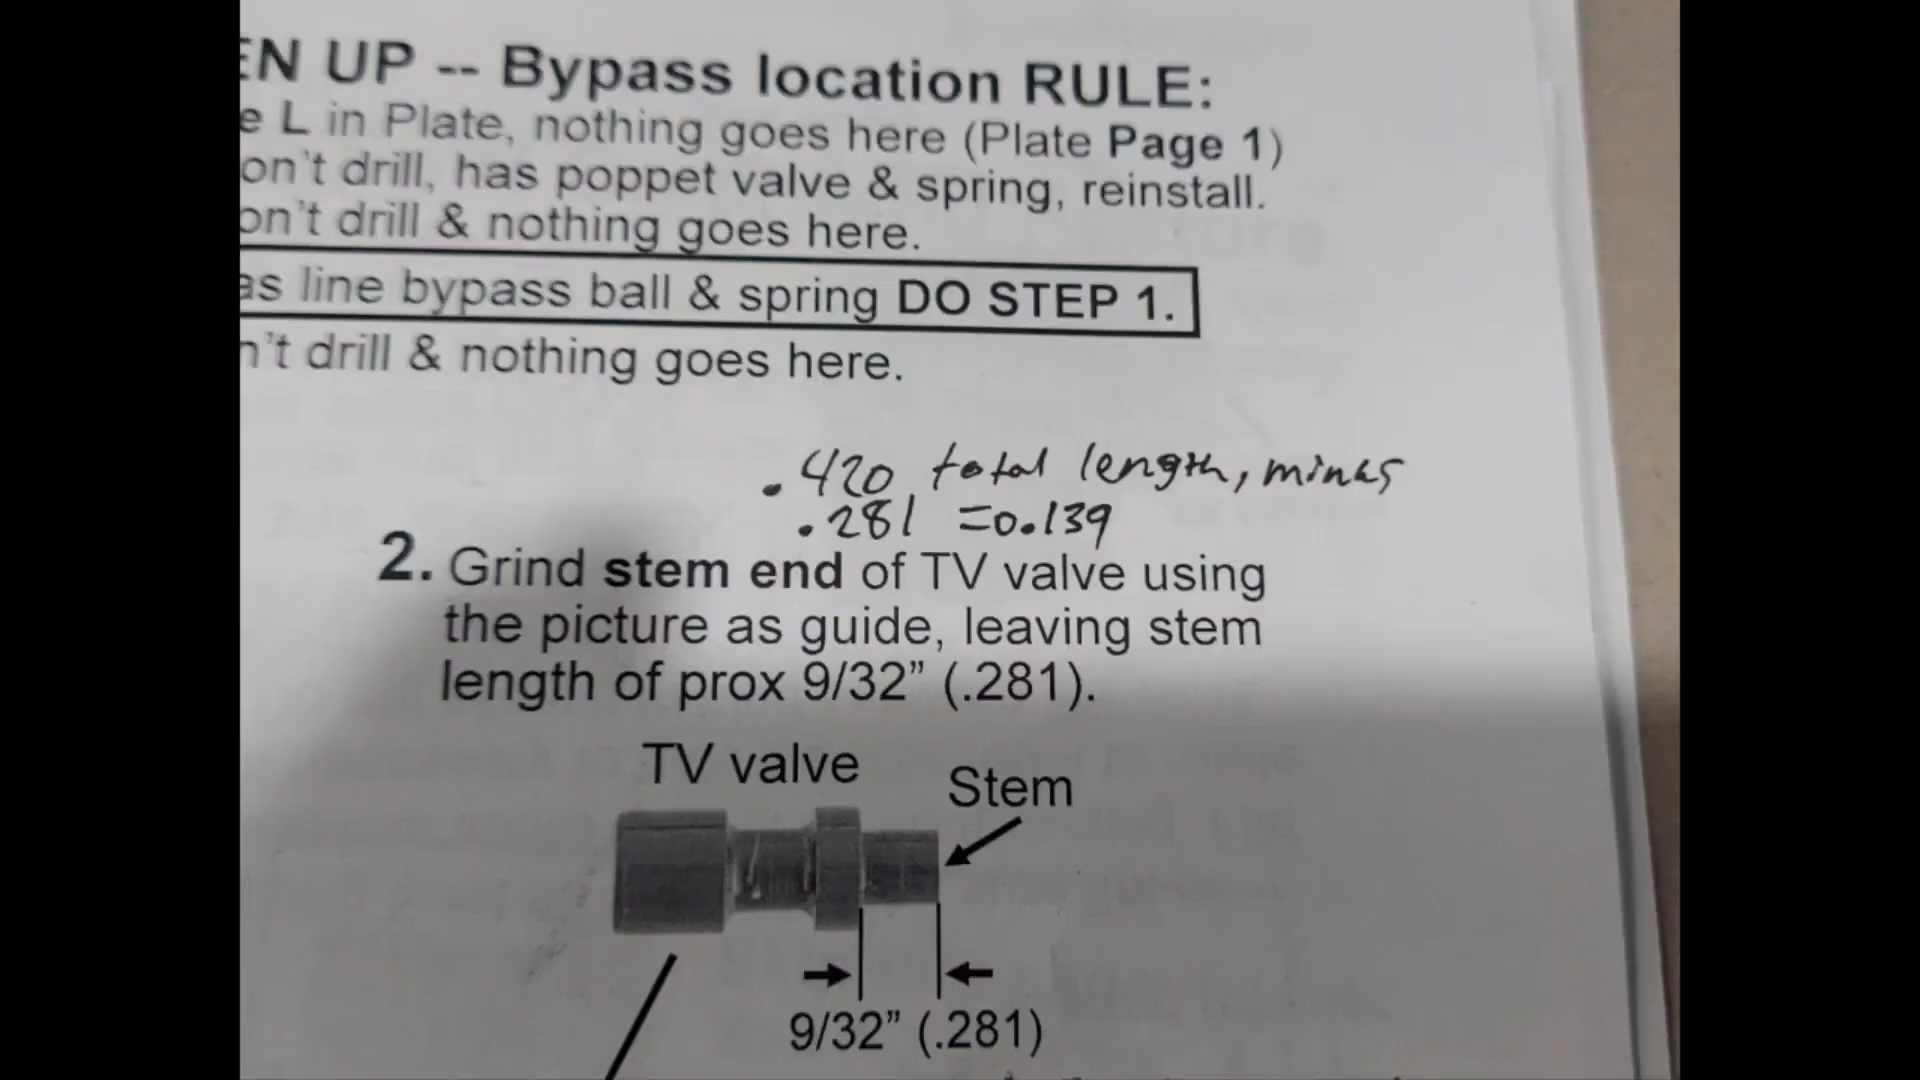 EN UP -- Bypass location RULE:
e L in Plate, nothing goes here (Plate Page 1)
on't drill, has poppet valve & spring, reinstall.
on't drill & nothing goes here.
as line bypass ball & spring DO STEP 1.
n't drill & nothing goes here.
.420 total length, minus
.281 =0.139
2. Grind stem end of TV valve using
the picture as guide, leaving stem
length of prox 9/32” (.281).
TV valve
Stem
9/32” (.281)